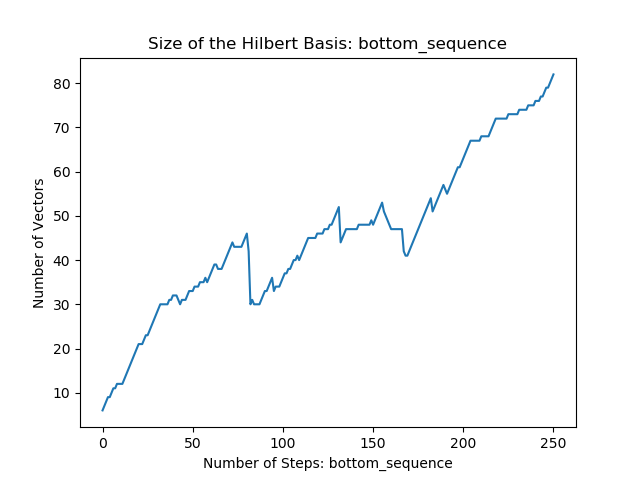 Size of the Hilbert Basis: bottom_sequence
80
70
60
50
40
30
20
10
Number of Vectors
0 50 100 150 200 250
Number of Steps: bottom_sequence